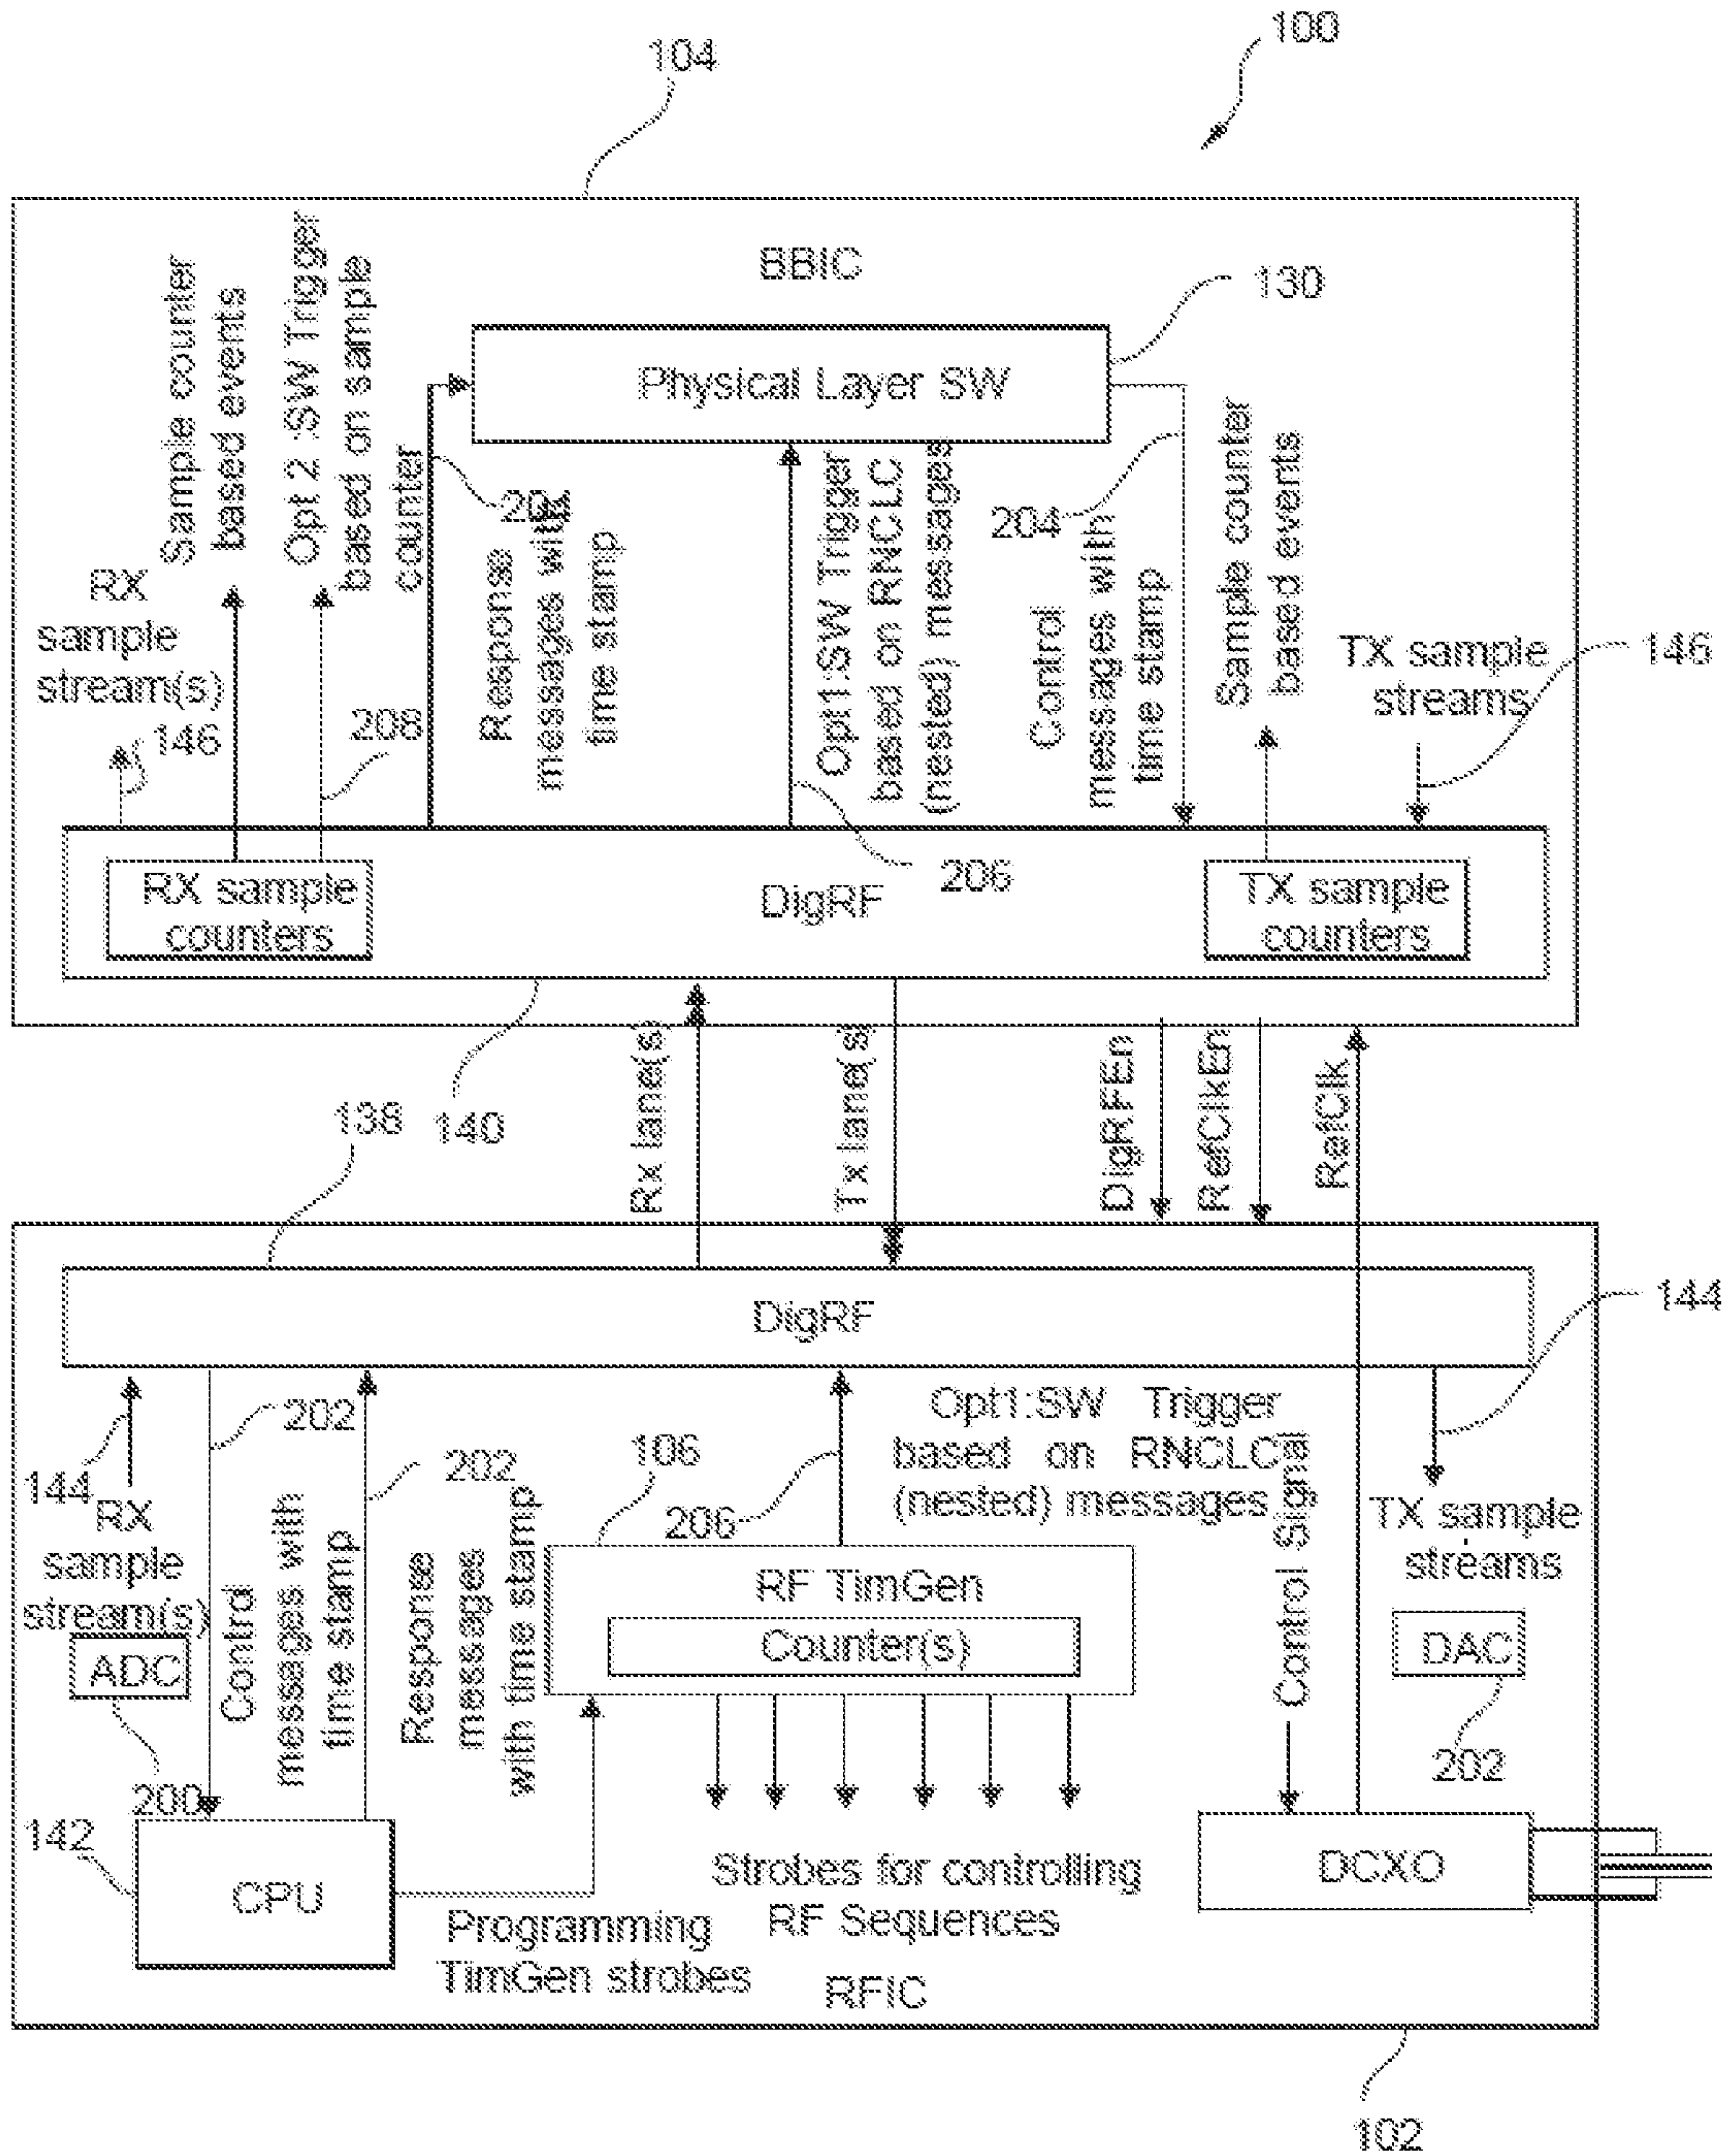 100
104
BBIC
130
Physical Layer SW
Sample counter
based events
Opt 2 :SW Trigger
based on sample
counter
RX
sample
stream(s)
146
208
Response
messages with
time stamp
Opt1:SW Trigger
based on RNCLC
(nested) messages
204
Control
messages with
time stamp
Sample counter
based events
TX sample
streams
146
RX sample
counters
DigRF
206
TX sample
counters
140
Rx lane(s)
Tx lane(s)
DigRFEn
RefClkEn
RefClk
138
DigRF
144
144
RX
sample
stream(s)
ADC
200
202
Control
messages with
time stamp
202
Response
messages
with time stamp
106
206
Opt1:SW Trigger
based on RNCLC
(nested) messages
RF TimGen
Counter(s)
Control Signal
TX sample
streams
DAC
202
142
CPU
Programming
TimGen strobes
Strobes for controlling
RF Sequences
DCXO
RFIC
102